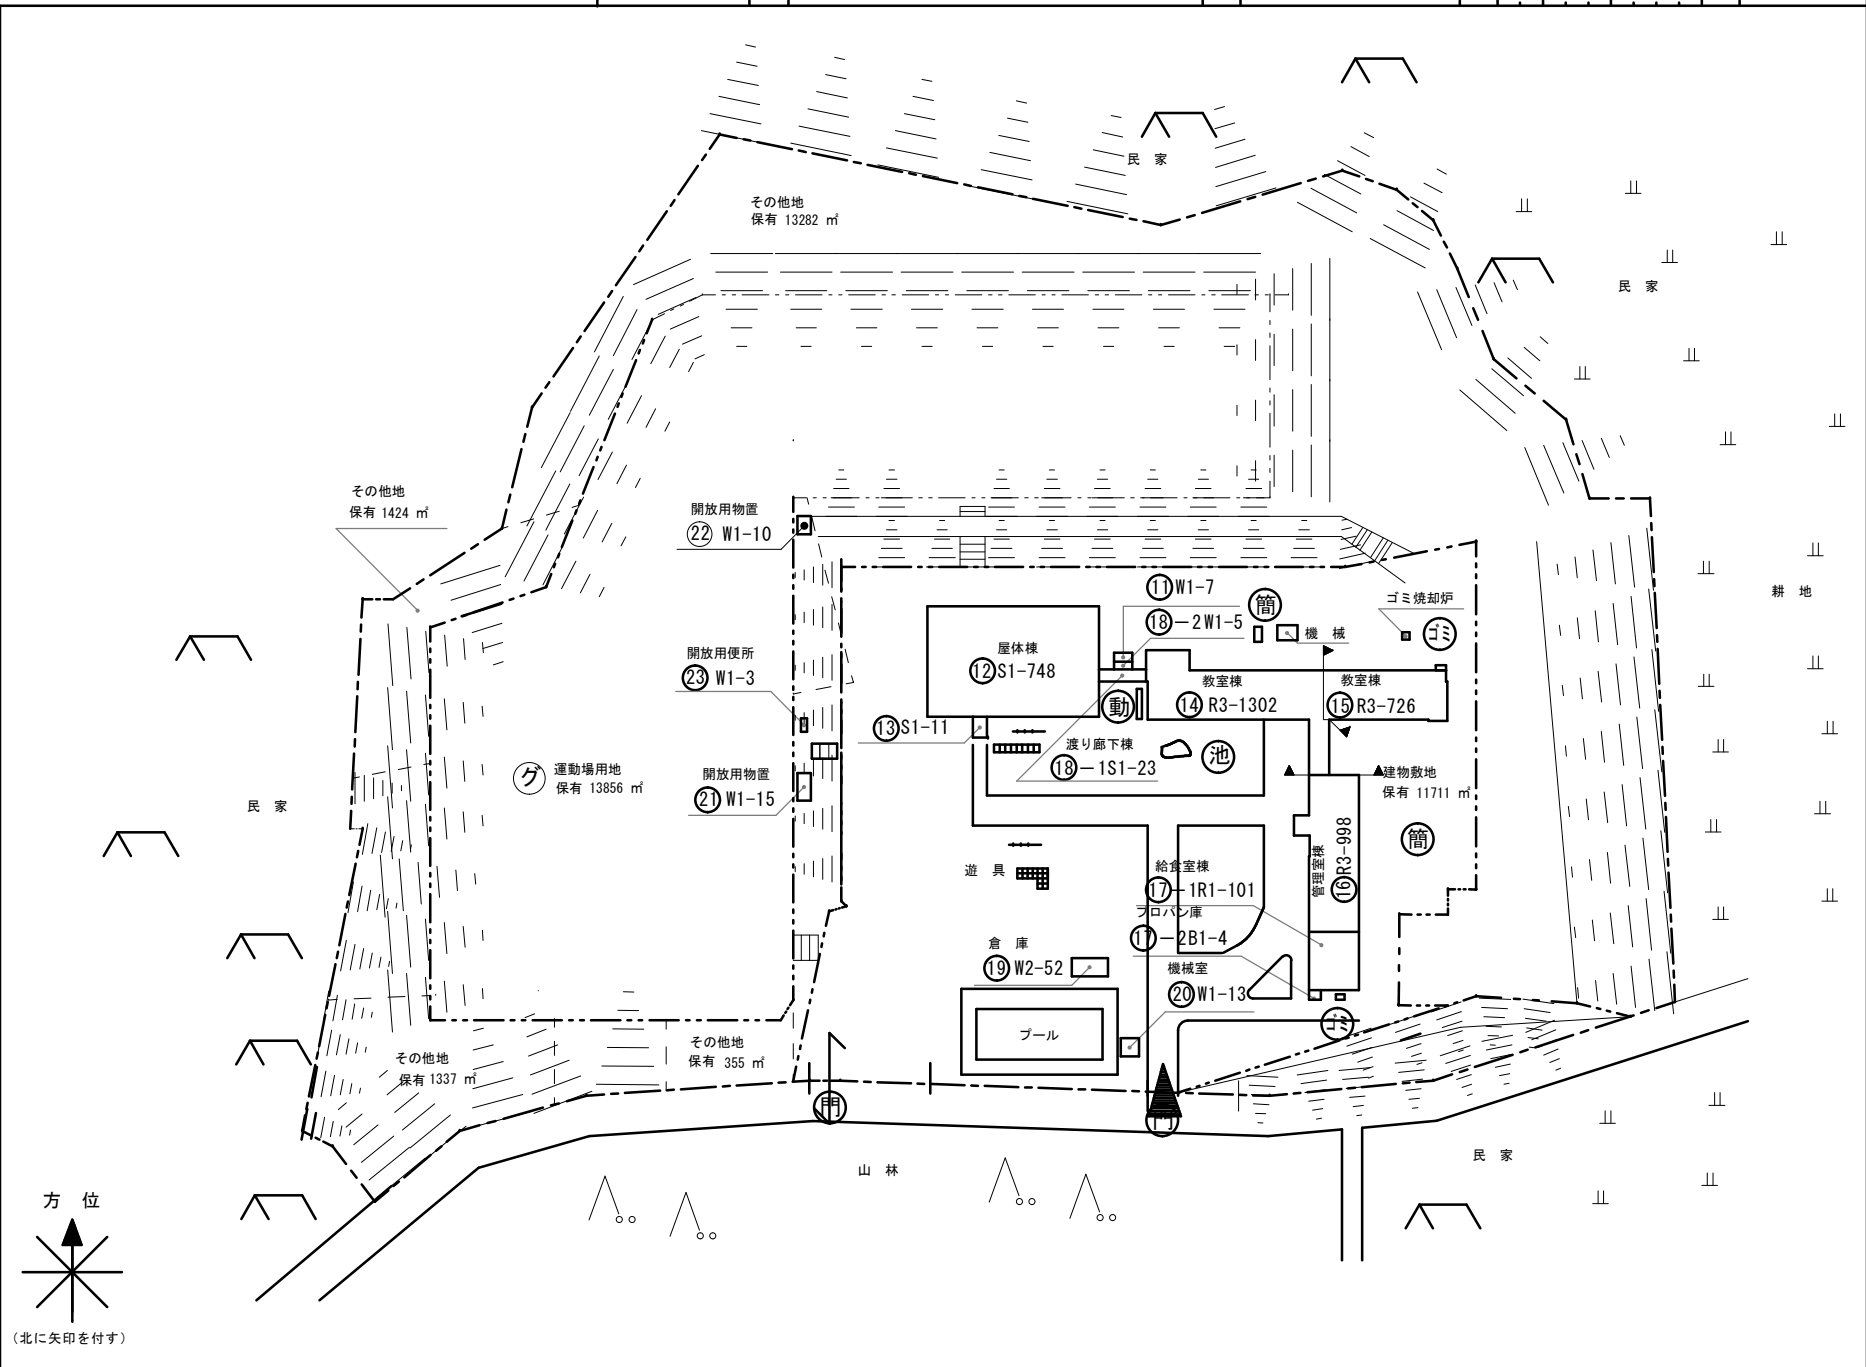 民 家
その他地
保有 13282 ㎡
民 家
その他地
保有 1424 ㎡
開放用物置
㉒ W1-10
⑪W1-7
⑱-2W1-5
簡
機 械
ゴミ焼却炉
ゴミ
耕 地
屋体棟
⑫S1-748
開放用便所
㉓ W1-3
教室棟
⑭ R3-1302
教室棟
⑮R3-726
動
⑬S1-11
渡り廊下棟
⑱-1S1-23
池
グ
運動場用地
保有 13856 ㎡
開放用物置
㉑ W1-15
建物敷地
保有 11711 ㎡
民 家
簡
管理室棟
⑯R3-998
遊 具
給食室棟
⑰-1R1-101
プロパン庫
⑰-2B1-4
倉 庫
⑲ W2-52
機械室
⑳W1-13
プール
ゴミ
その他地
保有 355 ㎡
その他地
保有 1337 ㎡
門
門
山 林
民 家
方 位
(北に矢印を付す)